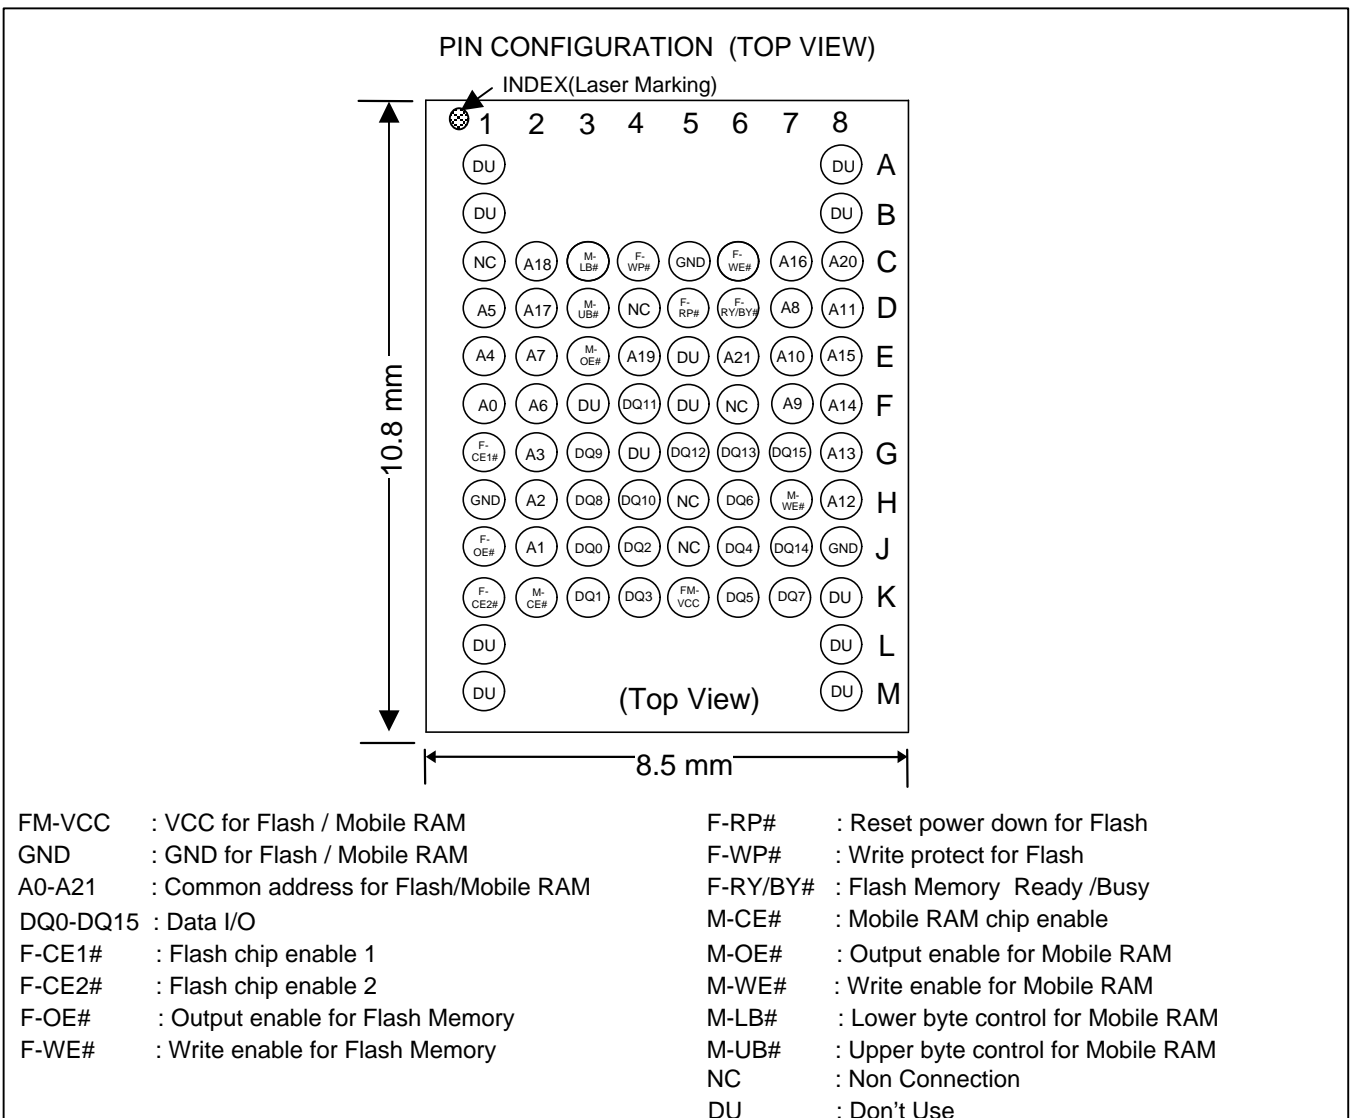 PIN CONFIGURATION (TOP VIEW)
INDEX(Laser Marking)
1 2 3 4 5 6 7 8
DU DU A
DU DU B
NC A18 M-LB# F-WP# GND F-WE# A16 A20 C
A5 A17 M-UB# NC F-RP# F-RY/BY# A8 A11 D
A4 A7 M-OE# A19 DU A21 A10 A15 E
A0 A6 DU DQ11 DU NC A9 A14 F
F-CE1# A3 DQ9 DU DQ12 DQ13 DQ15 A13 G
GND A2 DQ8 DQ10 NC DQ6 M-WE# A12 H
F-OE# A1 DQ0 DQ2 NC DQ4 DQ14 GND J
F-CE2# M-CE# DQ1 DQ3 FM-VCC DQ5 DQ7 DU K
DU DU L
DU (Top View) DU M
10.8 mm
8.5 mm
FM-VCC : VCC for Flash / Mobile RAM
GND : GND for Flash / Mobile RAM
A0-A21 : Common address for Flash/Mobile RAM
DQ0-DQ15 : Data I/O
F-CE1# : Flash chip enable 1
F-CE2# : Flash chip enable 2
F-OE# : Output enable for Flash Memory
F-WE# : Write enable for Flash Memory
F-RP# : Reset power down for Flash
F-WP# : Write protect for Flash
F-RY/BY# : Flash Memory Ready /Busy
M-CE# : Mobile RAM chip enable
M-OE# : Output enable for Mobile RAM
M-WE# : Write enable for Mobile RAM
M-LB# : Lower byte control for Mobile RAM
M-UB# : Upper byte control for Mobile RAM
NC : Non Connection
DU : Don't Use